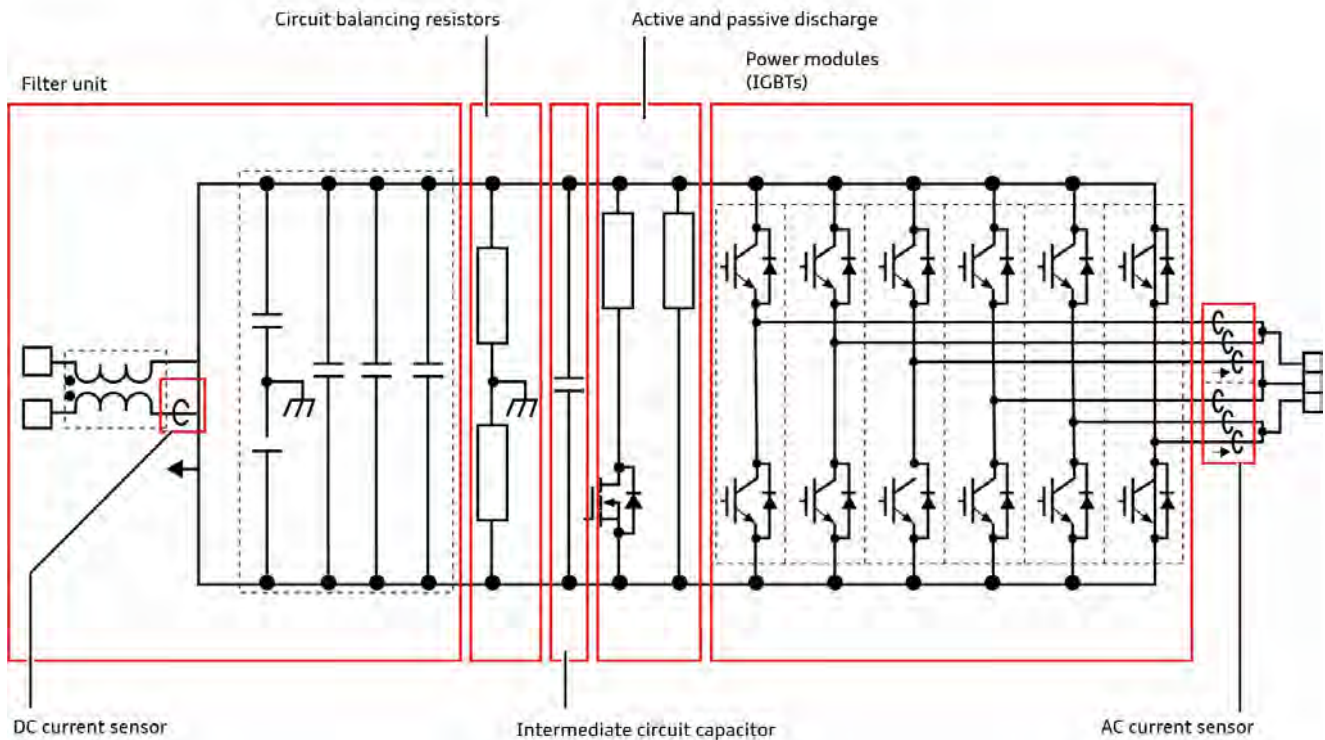 Circuit balancing resistors
Active and passive discharge
Power modules
(IGBTs)
Filter unit
DC current sensor
Intermediate circuit capacitor
AC current sensor